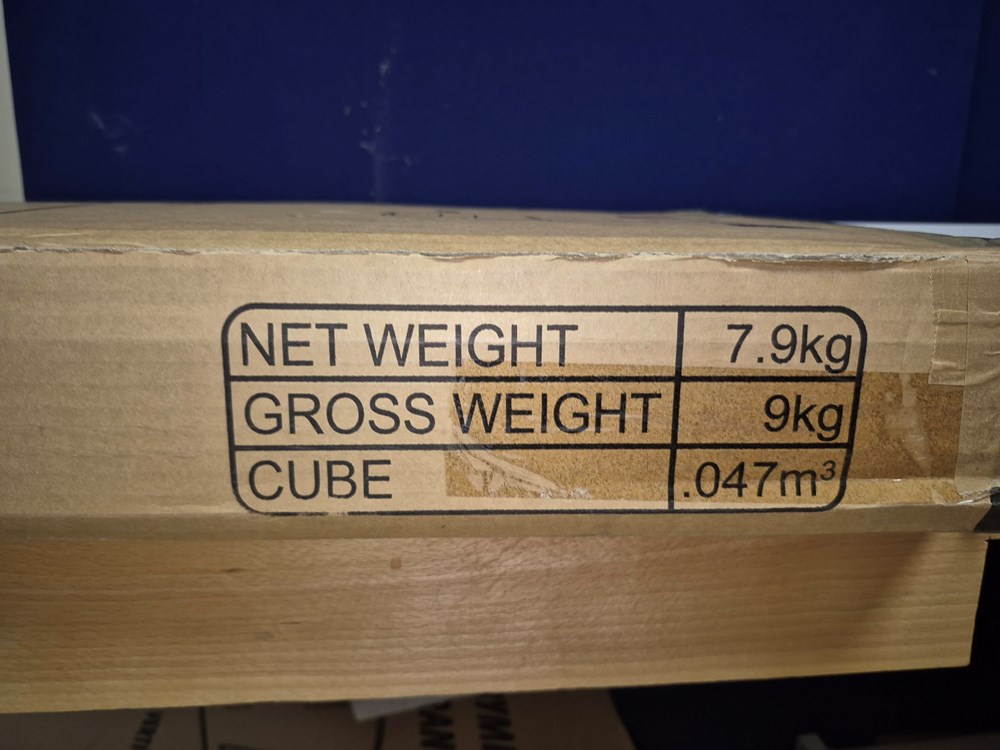 NET WEIGHT 7.9kg
GROSS WEIGHT 9kg
CUBE .047m³